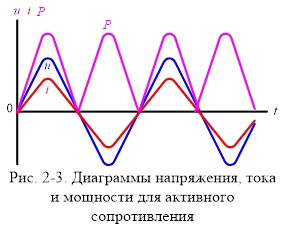 u i P
P
u
i
0
t
Рис. 2-3. Диаграммы напряжения, тока
и мощности для активного
сопротивления